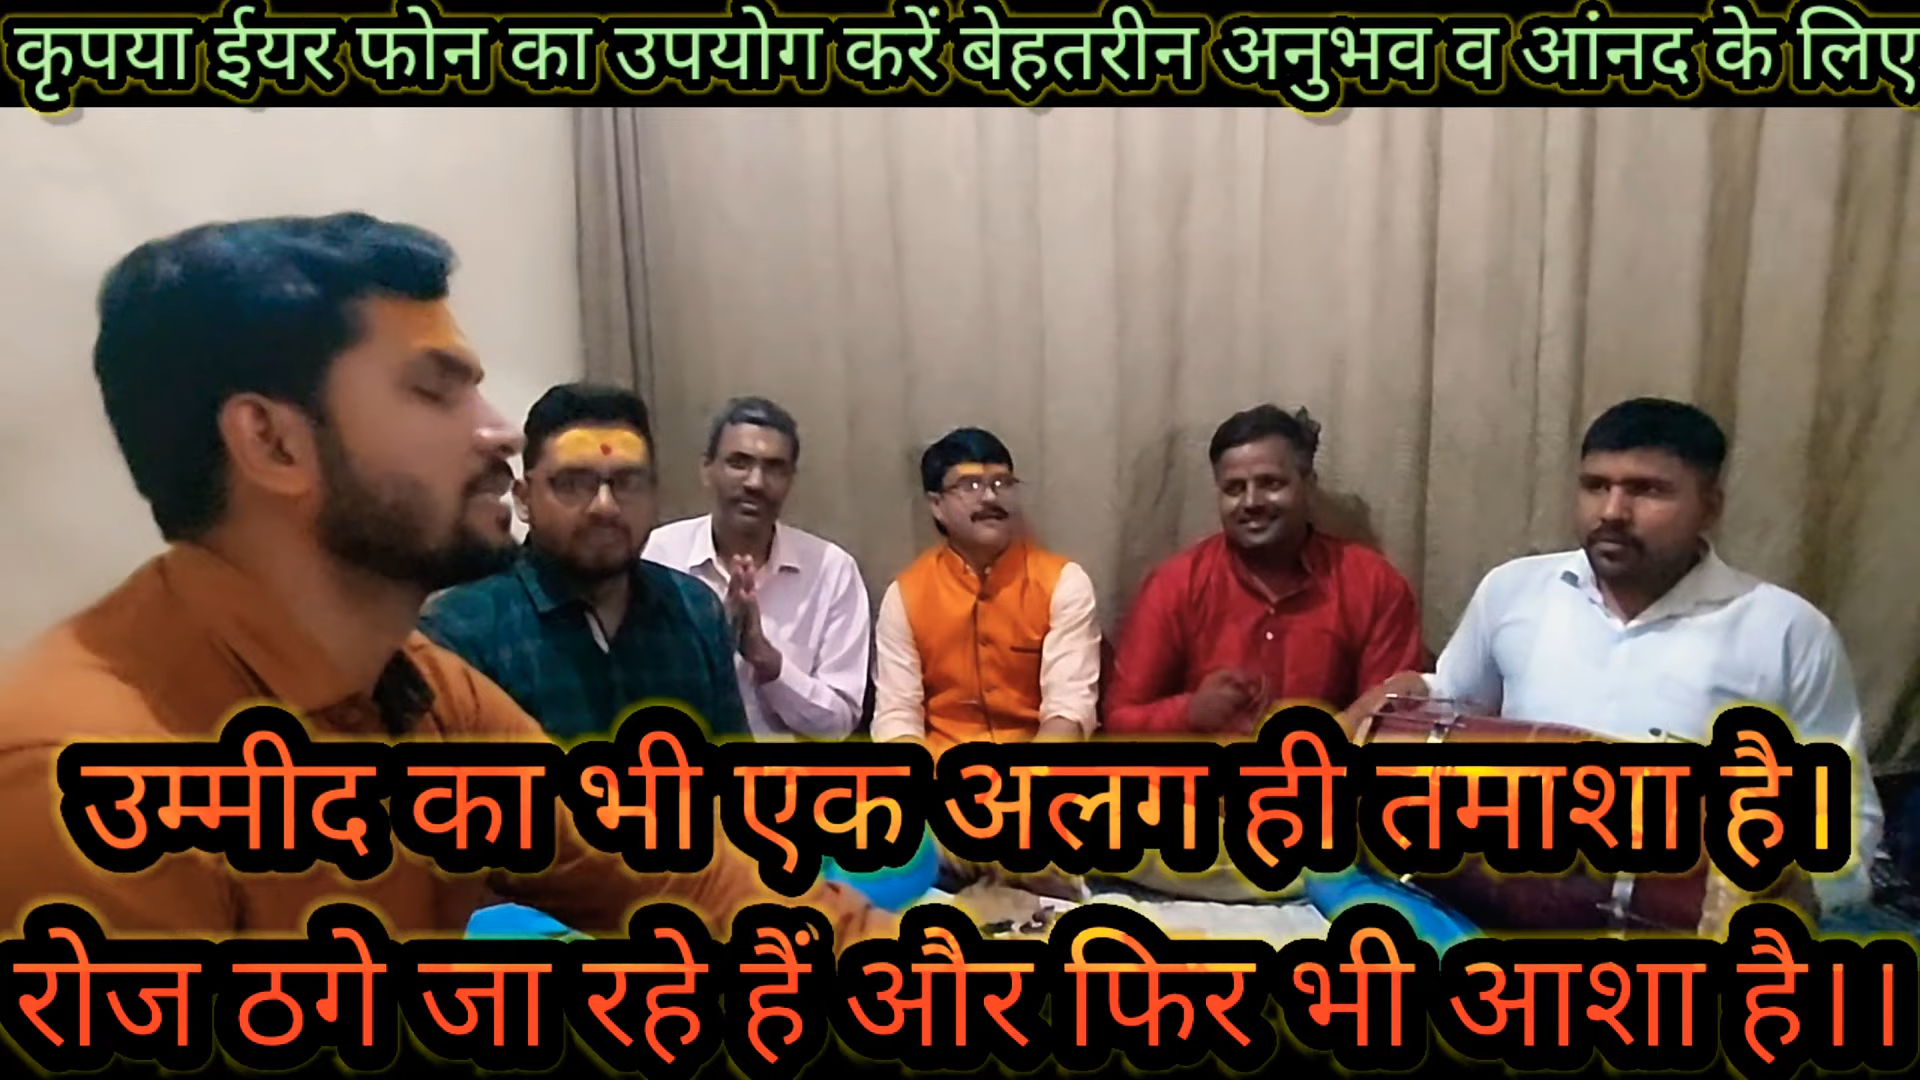 कृपया ईयर फोन का उपयोग करें बेहतरीन अनुभव व आंनद के लिए
उम्मीद का भी एक अलग ही तमाशा है।
रोज ठगे जा रहे हैं और फिर भी आशा है।।